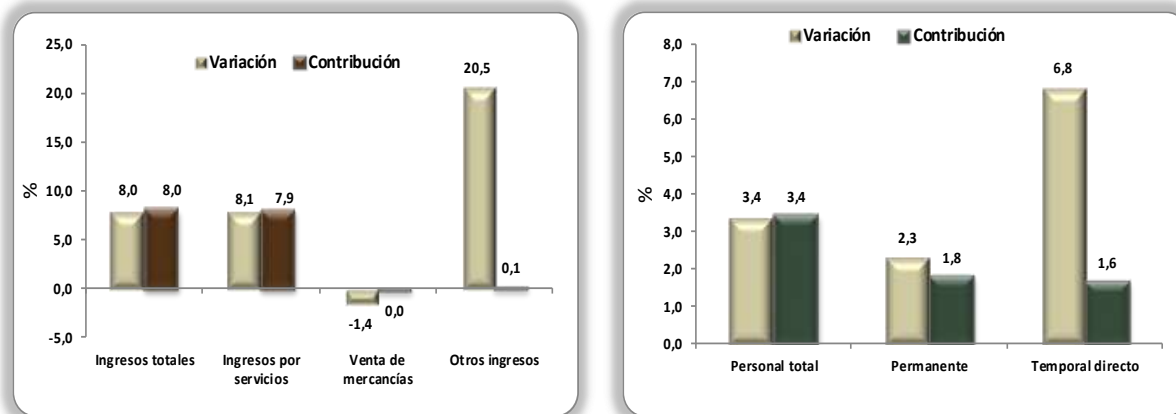 25,0
20,0
15,0
10,0
5,0
0,0
-5,0
%
Variación Contribución
8,0 8,0
8,1 7,9
-1,4 0,0
20,5 0,1
Ingresos totales
Ingresos por
servicios
Venta de
mercancías
Otros ingresos
8,0
7,0
6,0
5,0
4,0
3,0
2,0
1,0
0,0
%
Variación Contribución
3,4 3,4
2,3 1,8
6,8 1,6
Personal total
Permanente
Temporal directo